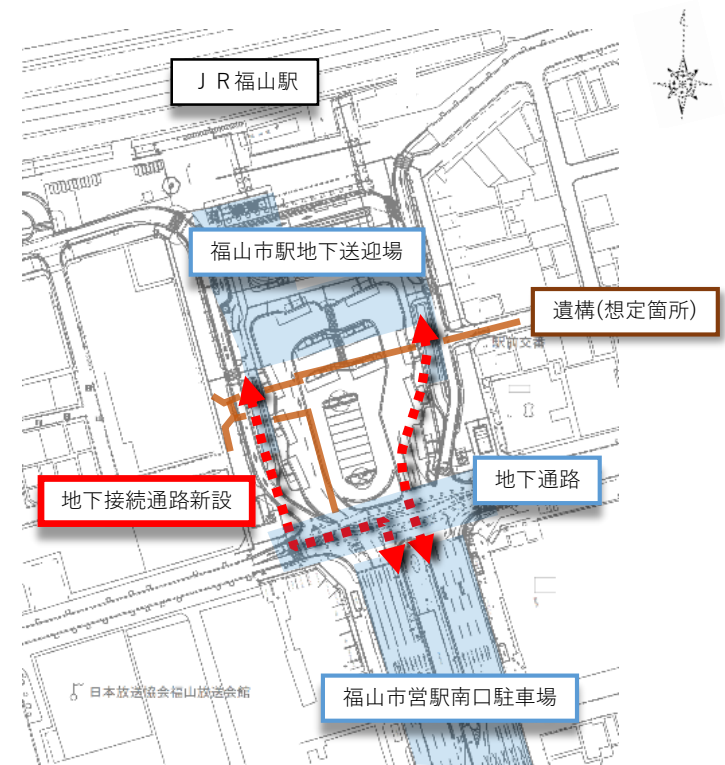 ＪＲ福山駅
福山市駅地下送迎場
遺構(想定箇所)
駅前交番
地下通路
地下接続通路新設
日本放送協会福山放送会館
福山市営駅南口駐車場